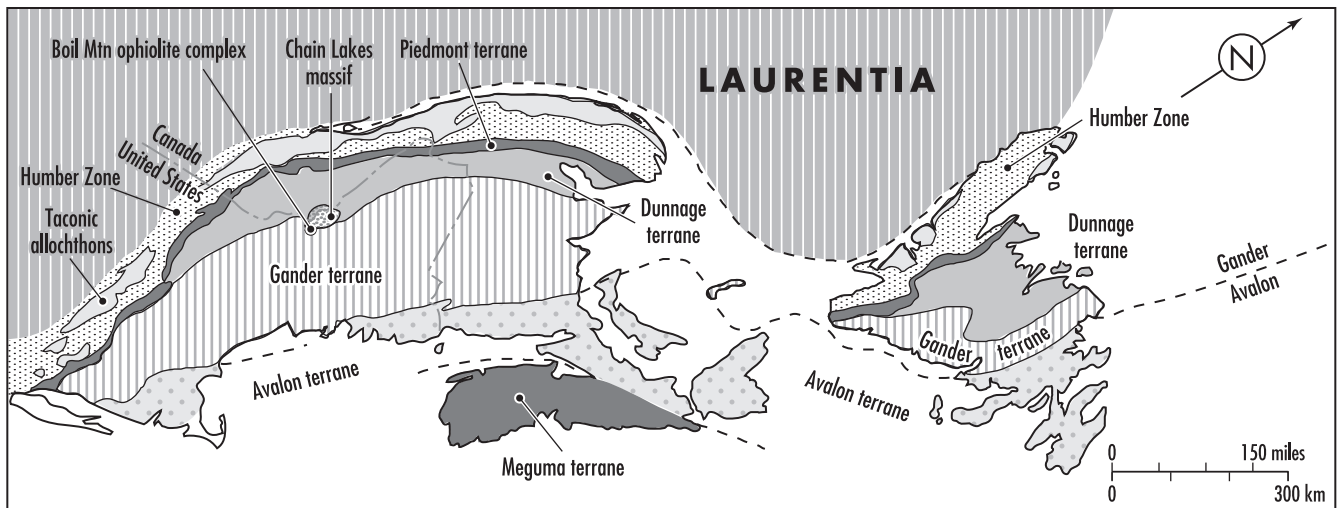 Boil Mtn ophiolite complex
Chain Lakes
massif
Piedmont terrane
LAURENTIA
N
Humber Zone
Canada
United States
Humber Zone
Taconic
allochthons
Gander terrane
Dunnage
terrane
Dunnage
terrane
Gander
Avalon
Gander terrane
Avalon terrane
Avalon terrane
Meguma terrane
0 150 miles
0 300 km